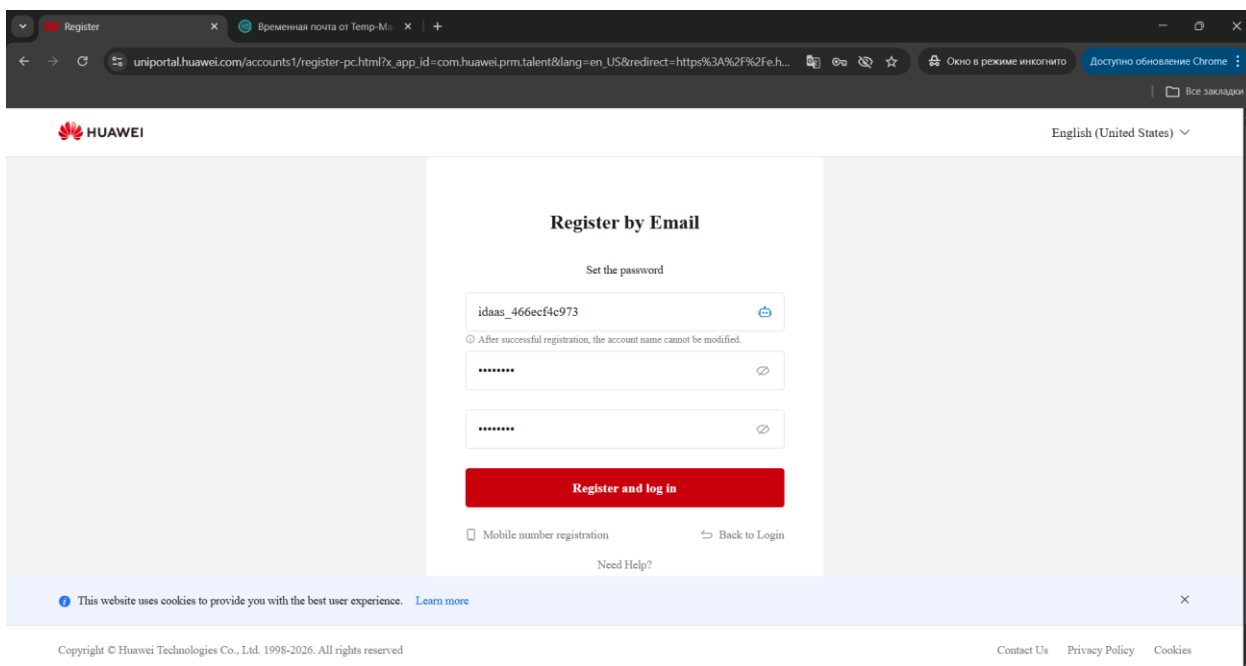 Register
Временная почта от Temp-Ma
uniportal.huawei.com/accounts1/register-pc.html?x_app_id=com.huawei.prm.talent&lang=en_US&redirect=https%3A%2F%2Fe.h...
Окно в режиме инкогнито
Доступно обновление Chrome
Все закладки
HUAWEI
English (United States)
Register by Email
Set the password
idaas_466ecf4c973
After successful registration, the account name cannot be modified.
••••••••
••••••••
Register and log in
Mobile number registration
Back to Login
Need Help?
This website uses cookies to provide you with the best user experience. Learn more
Copyright © Huawei Technologies Co., Ltd. 1998-2026. All rights reserved
Contact Us Privacy Policy Cookies